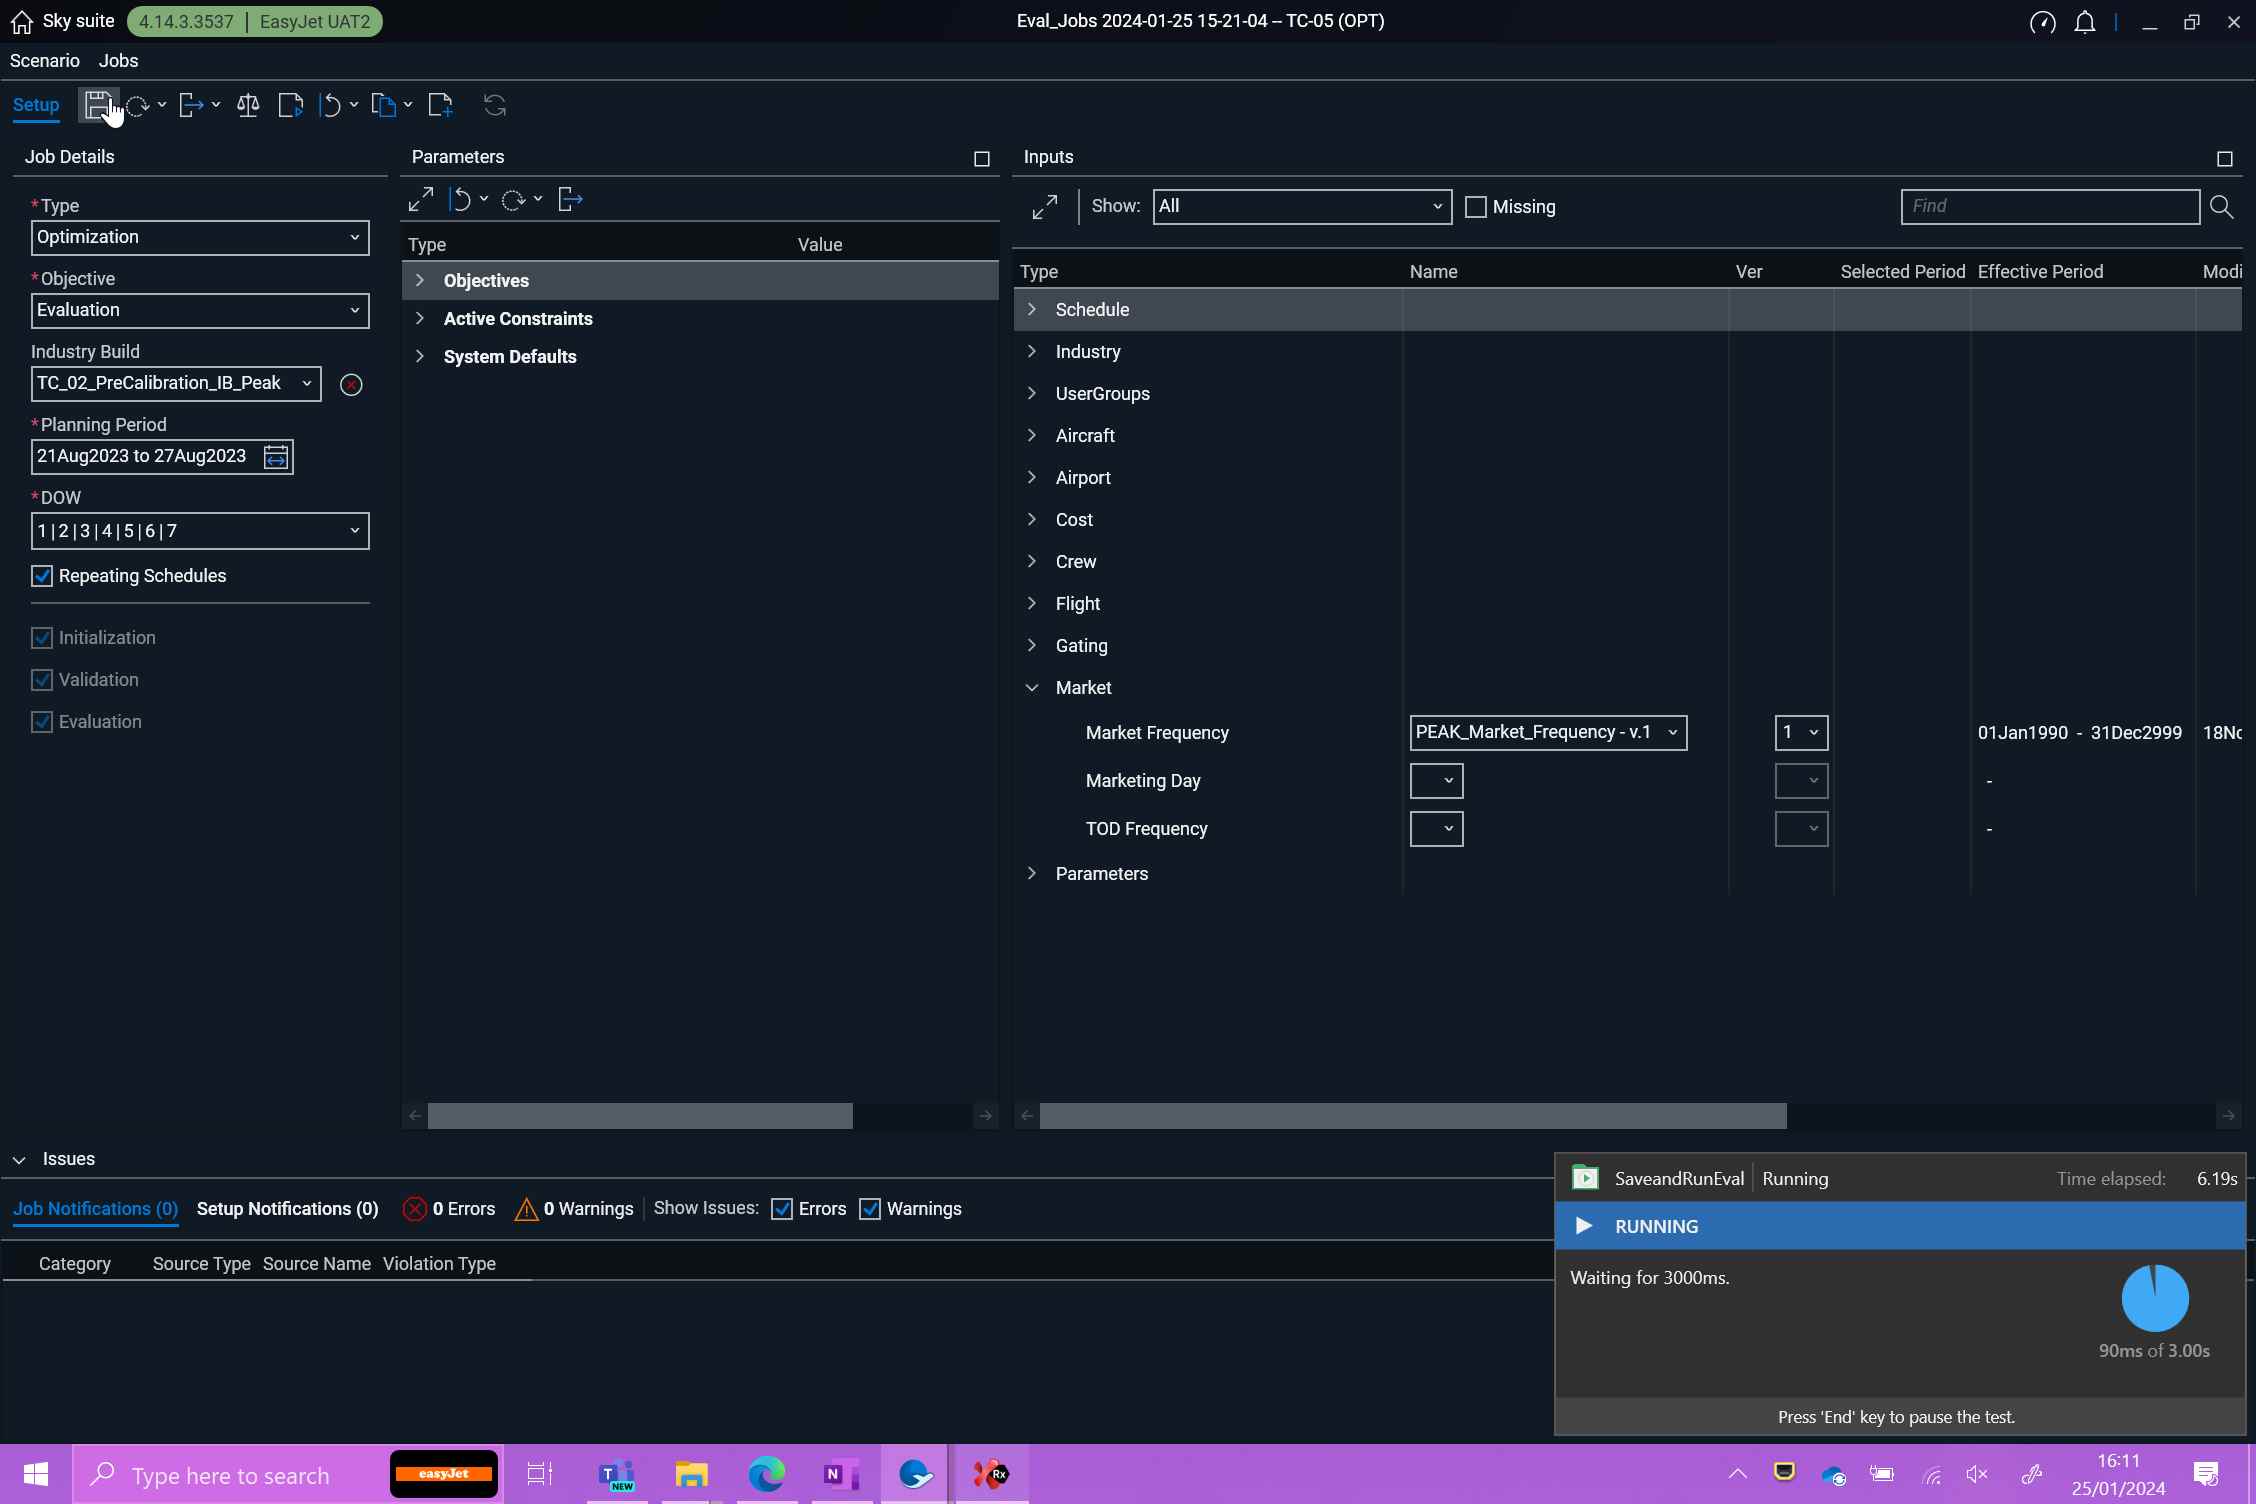 Sky suite 4.14.3.3537 | EasyJet UAT2 Eval_Jobs 2024-01-25 15-21-04 -- TC-05 (OPT)
Scenario Jobs
Setup
Job Details
*Type
Optimization
*Objective
Evaluation
Industry Build
TC_02_PreCalibration_IB_Peak
*Planning Period
21Aug2023 to 27Aug2023
*DOW
1|2|3|4|5|6|7
Repeating Schedules
Initialization
Validation
Evaluation
Parameters
Type Value
Objectives
Active Constraints
System Defaults
Inputs
Show: All Missing Find
Type Name Ver Selected Period Effective Period Modi
Schedule
Industry
UserGroups
Aircraft
Airport
Cost
Crew
Flight
Gating
Market
Market Frequency PEAK_Market_Frequency - v.1 1 01Jan1990 - 31Dec2999 18No
Marketing Day -
TOD Frequency -
Parameters
Issues
Job Notifications (0) Setup Notifications (0) 0 Errors 0 Warnings Show Issues: Errors Warnings
Category Source Type Source Name Violation Type
SaveandRunEval Running Time elapsed: 6.19s
RUNNING
Waiting for 3000ms.
90ms of 3.00s
Press 'End' key to pause the test.
Type here to search easyJet
T NEW
N
Rx
16:11
25/01/2024